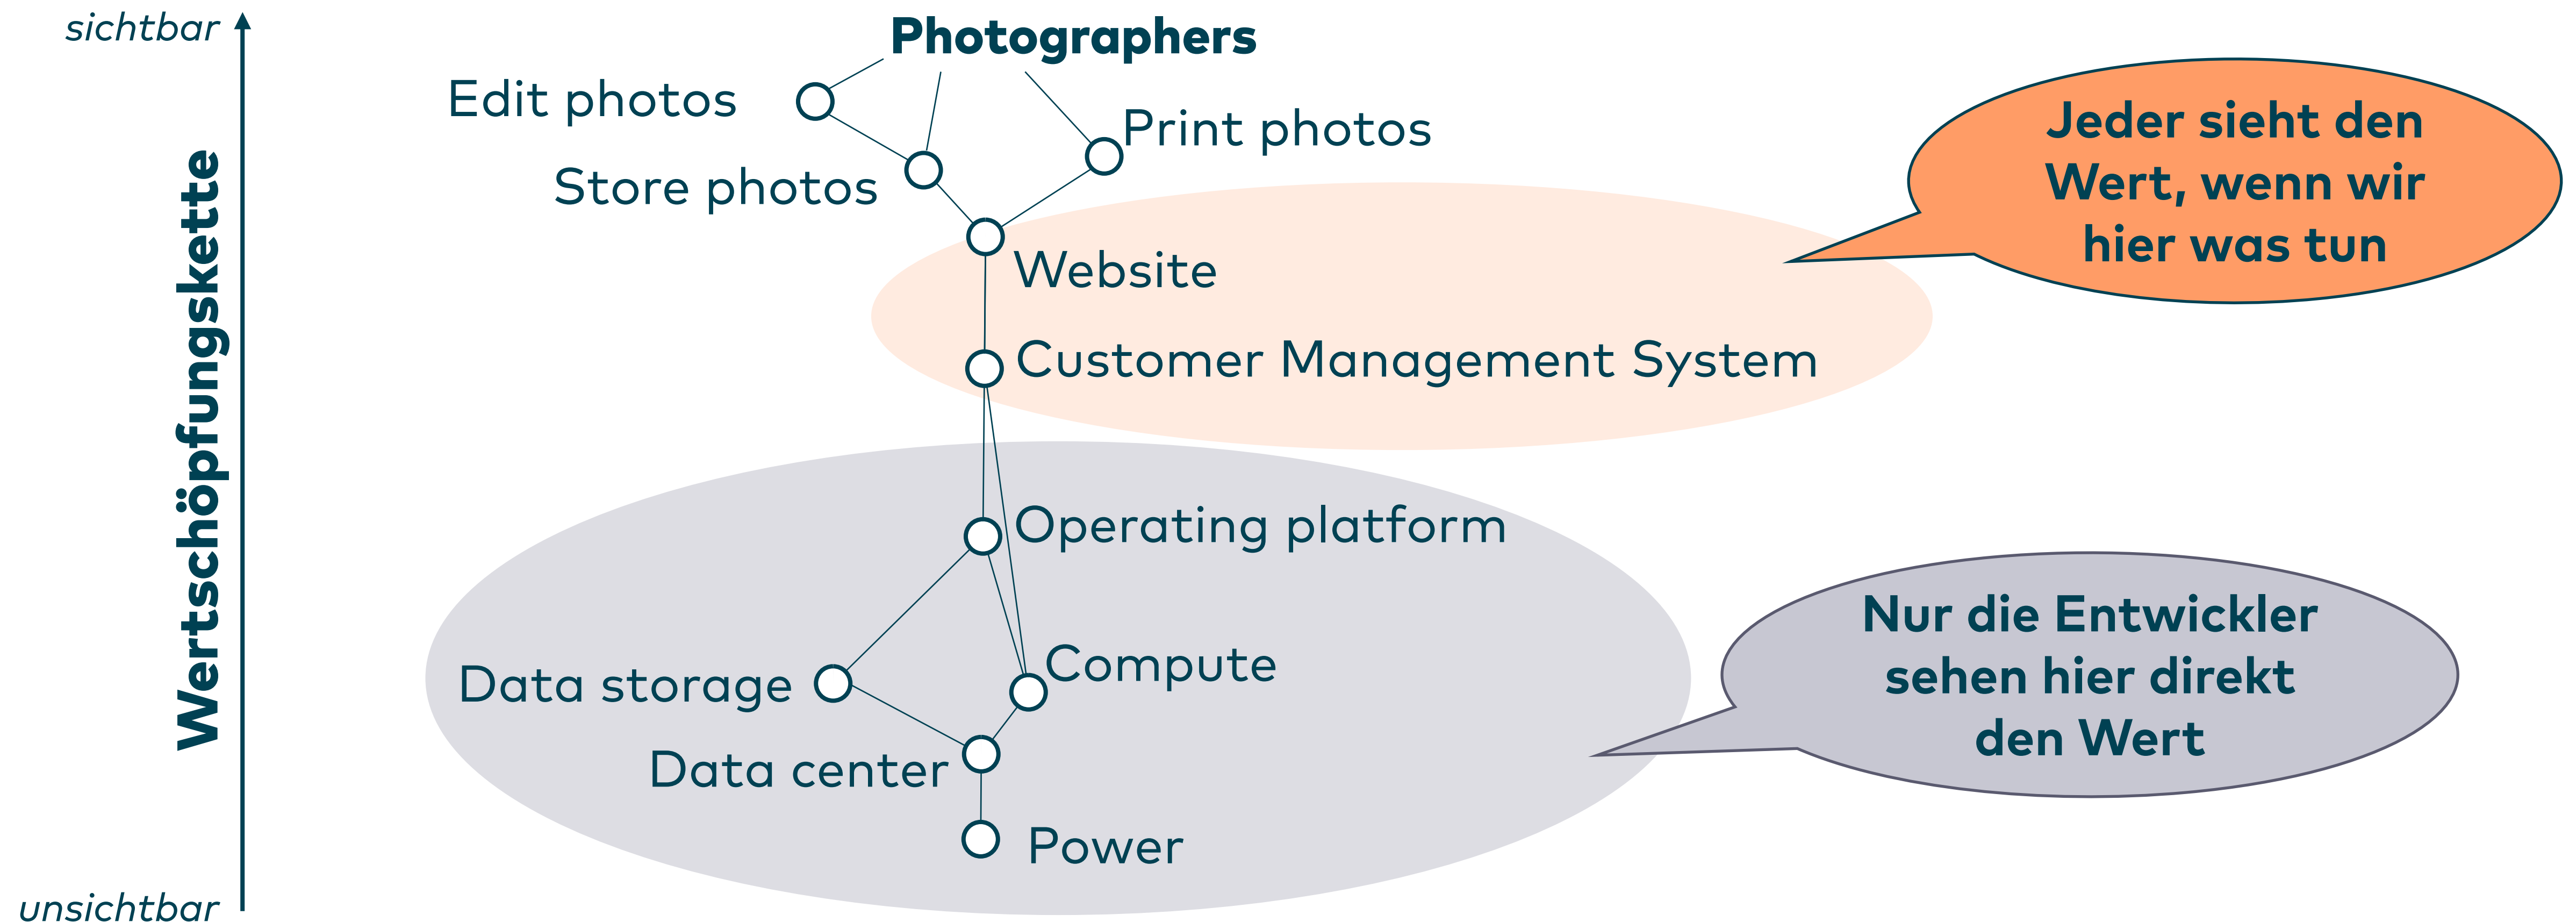 sichtbar
Photographers
Edit photos
Print photos
Store photos
Jeder sieht den
Wert, wenn wir
hier was tun
Website
Customer Management System
Wertschöpfungskette
Operating platform
Nur die Entwickler
sehen hier direkt
den Wert
Compute
Data storage
Data center
Power
unsichtbar